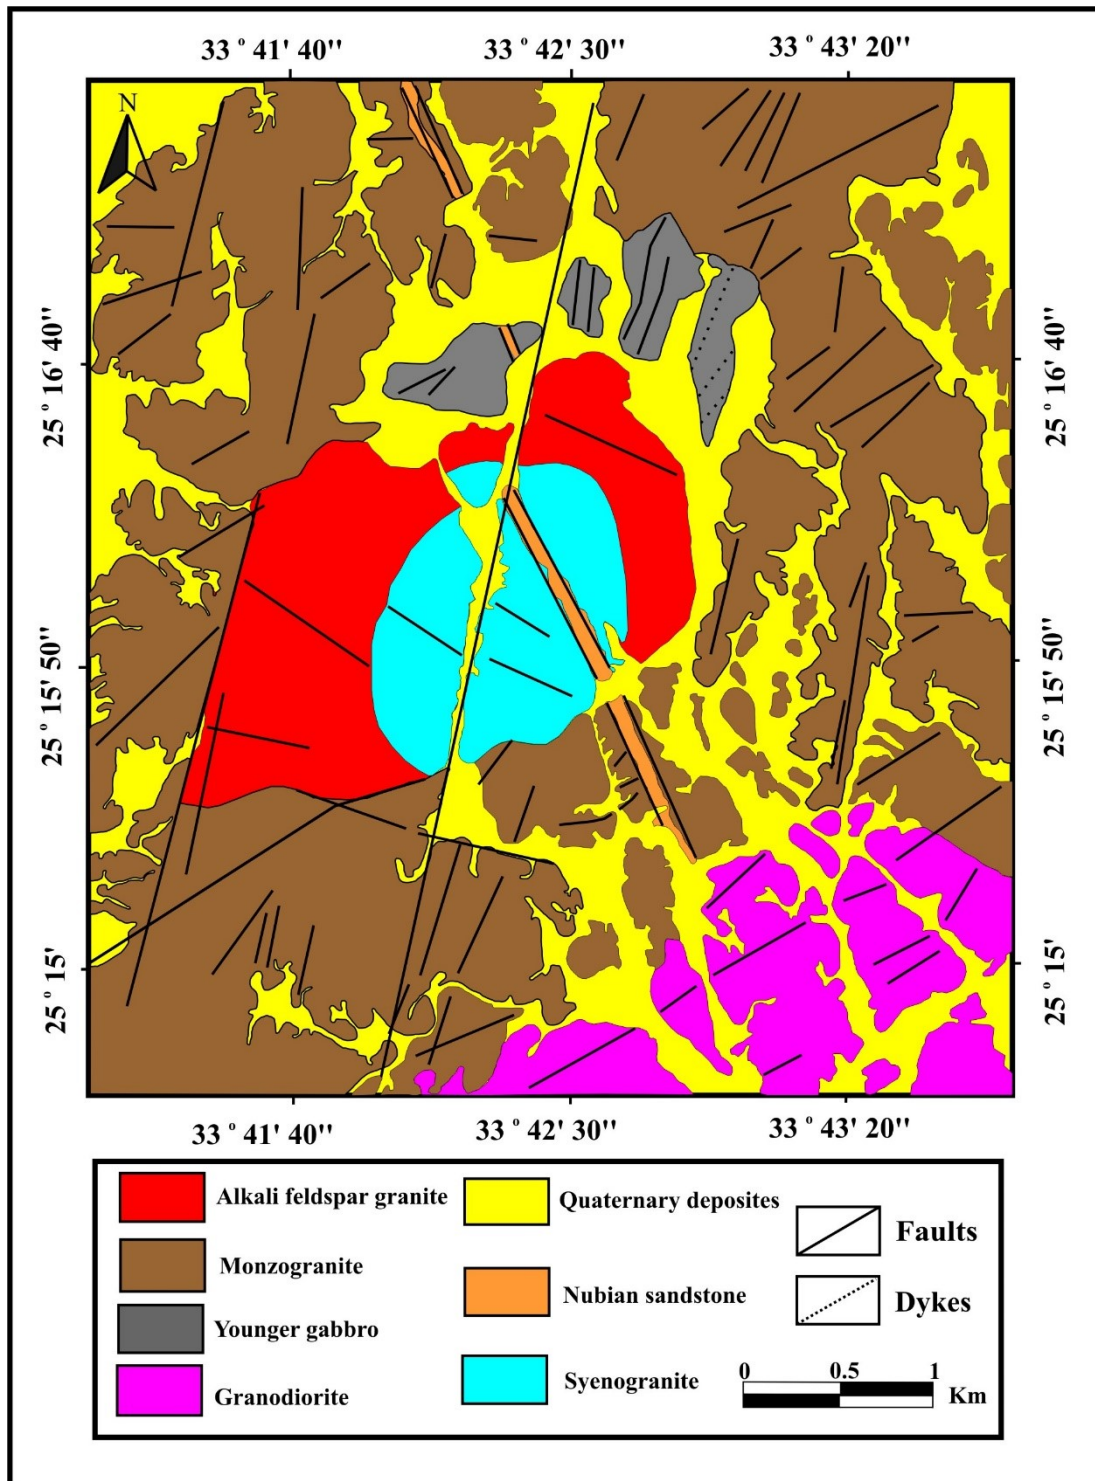 33 º 41' 40'' 33 º 42' 30'' 33 º 43' 20''
N
25 º 16' 40'' 25 º 16' 40''
25 º 15' 50'' 25 º 15' 50''
25 º 15' 25 º 15'
33 º 41' 40'' 33 º 42' 30'' 33 º 43' 20''
Alkali feldspar granite
Monzogranite
Younger gabbro
Granodiorite
Quaternary deposites
Nubian sandstone
Syenogranite
Faults
Dykes
0 0.5 1
Km